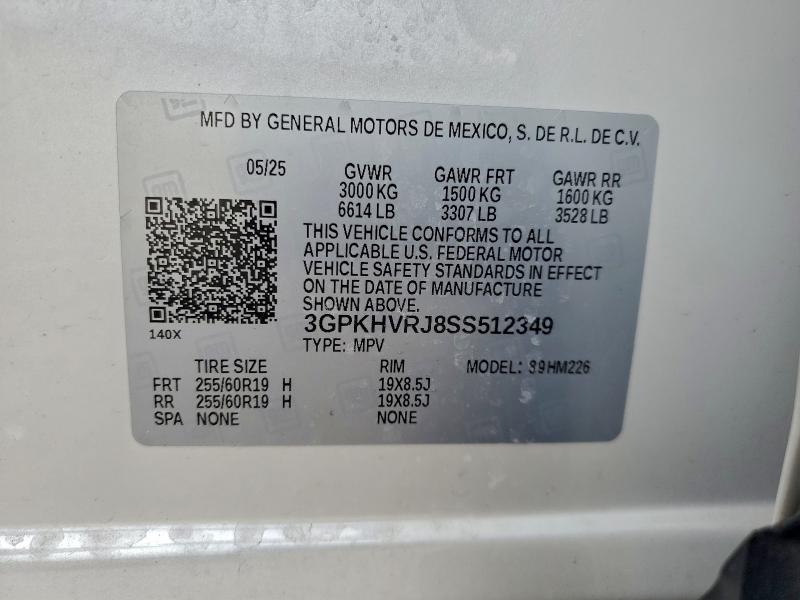 MFD BY GENERAL MOTORS DE MEXICO, S. DE R.L. DE C.V.
05/25 GVWR GAWR FRT GAWR RR
3000 KG 1500 KG 1600 KG
6614 LB 3307 LB 3528 LB
THIS VEHICLE CONFORMS TO ALL
APPLICABLE U.S. FEDERAL MOTOR
VEHICLE SAFETY STANDARDS IN EFFECT
ON THE DATE OF MANUFACTURE
SHOWN ABOVE.
3GPKHVRJ8SS512349
140X
TYPE: MPV
TIRE SIZE RIM MODEL:
FRT 255/60R19 H 19X8.5J
RR 255/60R19 H 19X8.5J
SPA NONE NONE